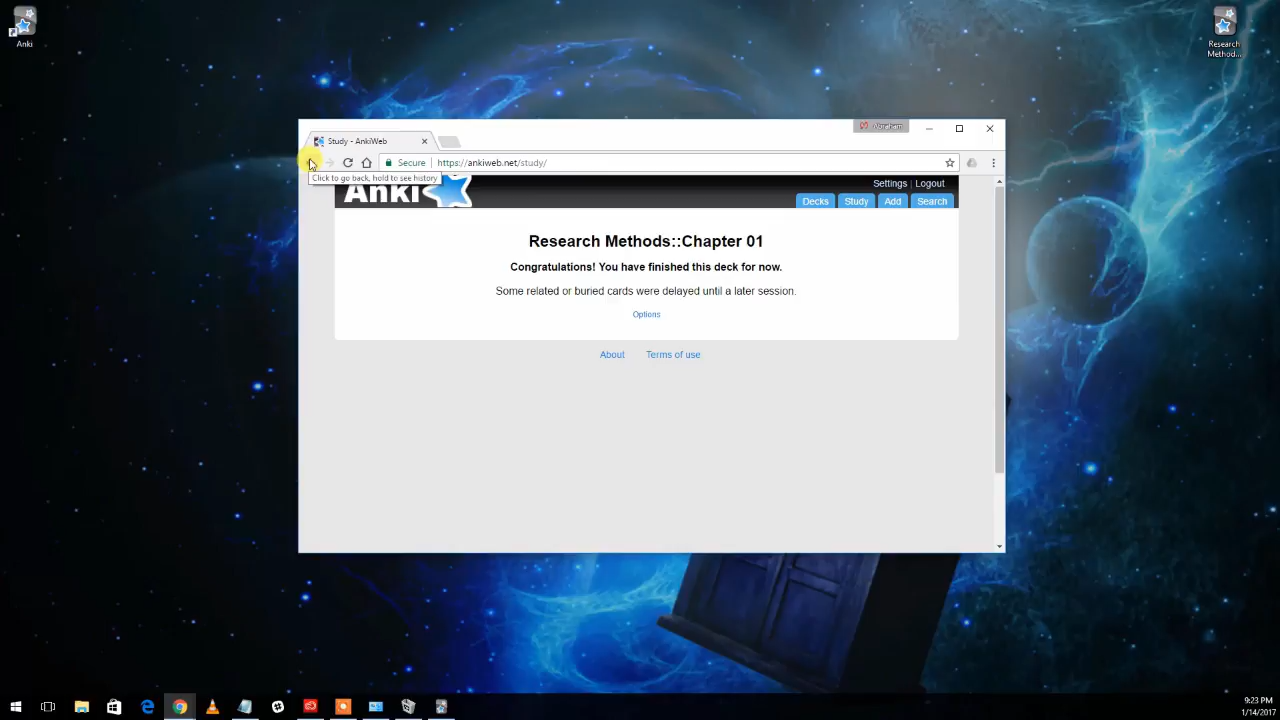 Anki
Research
Method...
Study - AnkiWeb
Abraham
Secure
https://ankiweb.net/study/
Click to go back, hold to see history
Anki
Settings | Logout
Decks
Study
Add
Search
Research Methods::Chapter 01
Congratulations! You have finished this deck for now.
Some related or buried cards were delayed until a later session.
Options
About
Terms of use
9:23 PM
1/14/2017